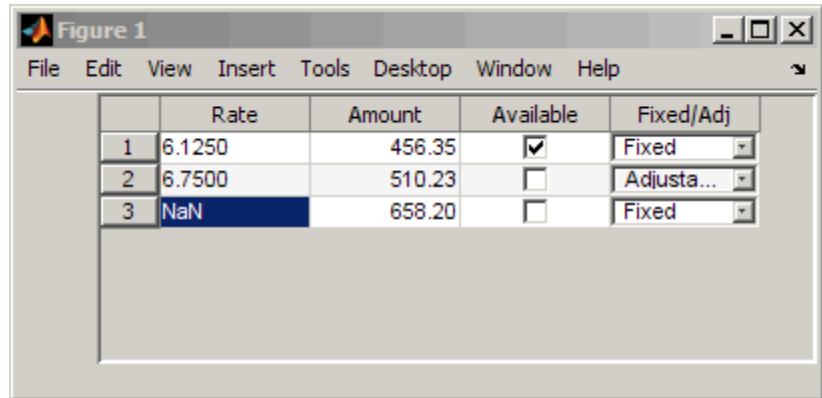 Figure 1
File Edit View Insert Tools Desktop Window Help
Rate Amount Available Fixed/Adj
1 6.1250 456.35 Fixed
2 6.7500 510.23 Adjusta...
3 NaN 658.20 Fixed